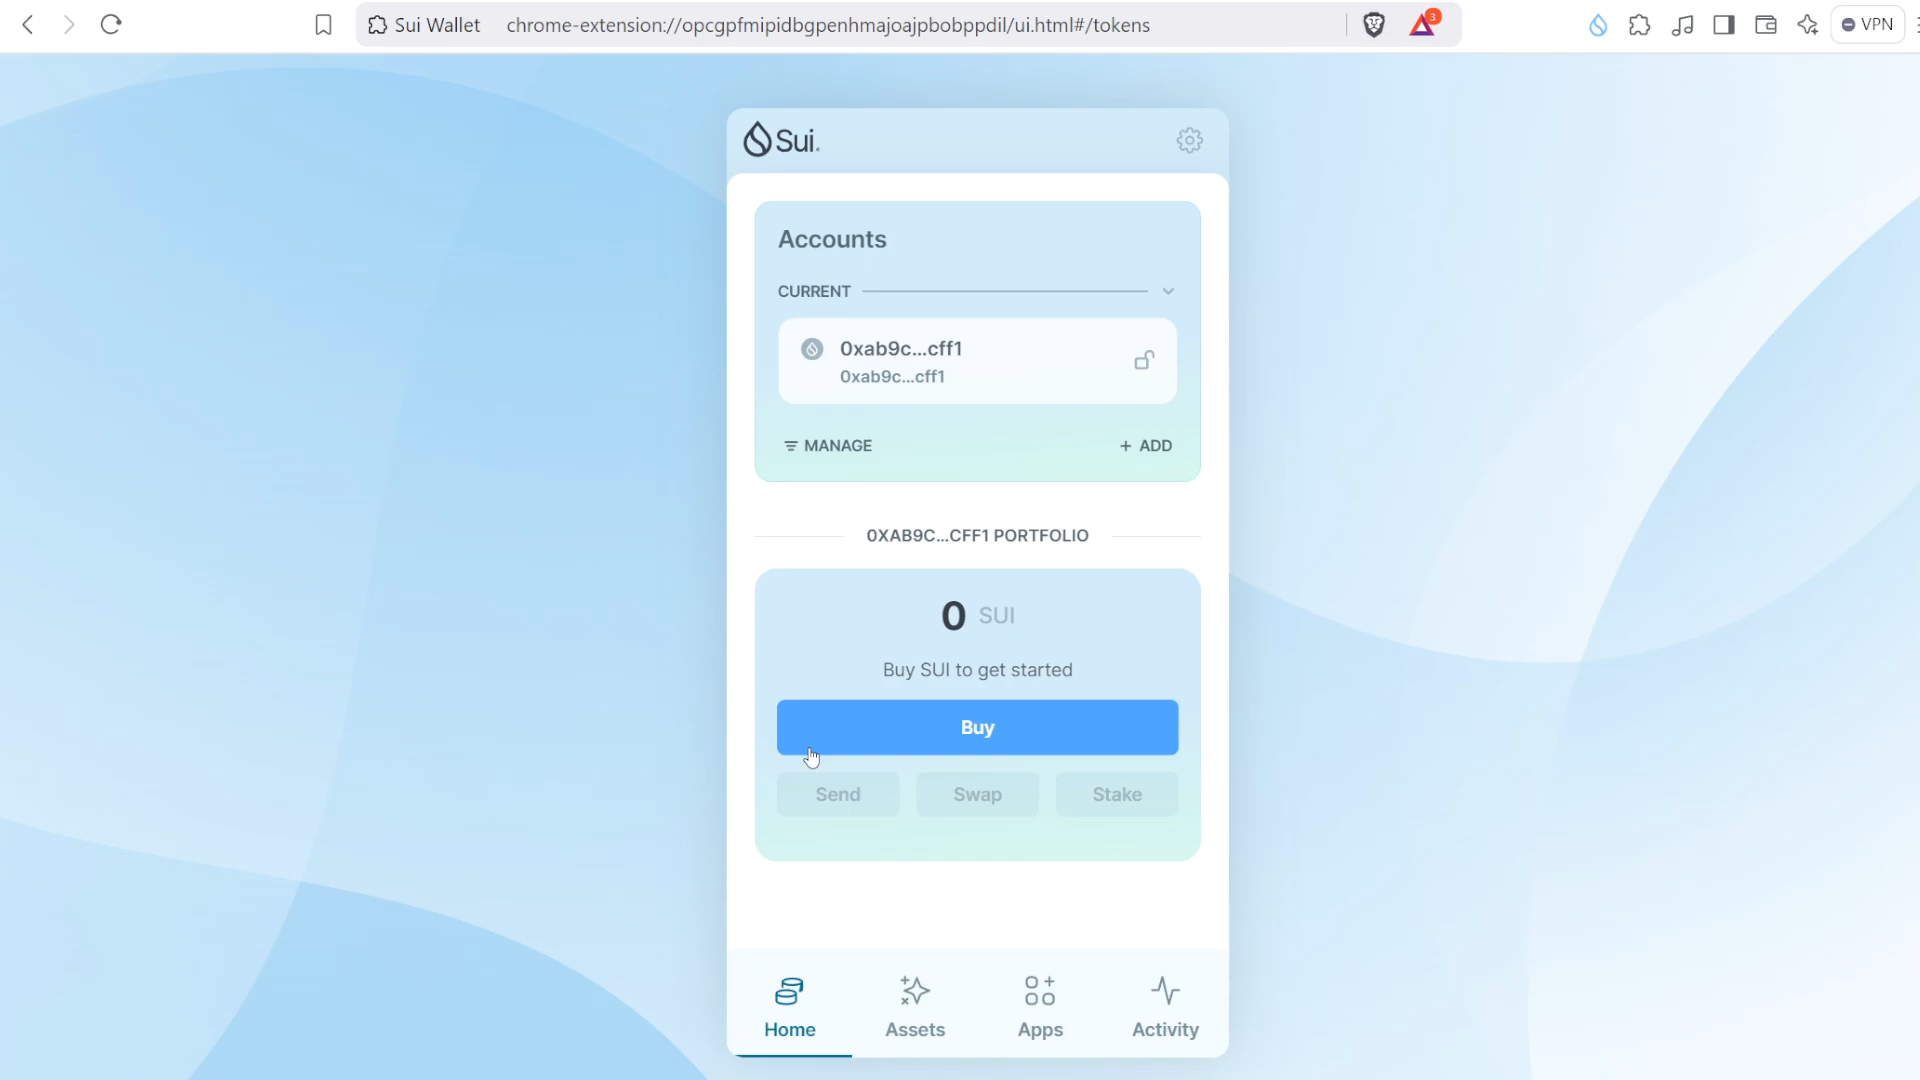 Sui Wallet chrome-extension://opcgpfmipidbgpenhmajoajpbobppdil/ui.html#/tokens 3 VPN
Sui
Accounts
CURRENT
0xab9c...cff1
0xab9c...cff1
MANAGE + ADD
0XAB9C...CFF1 PORTFOLIO
0 SUI
Buy SUI to get started
Buy
Send Swap Stake
Home Assets Apps Activity